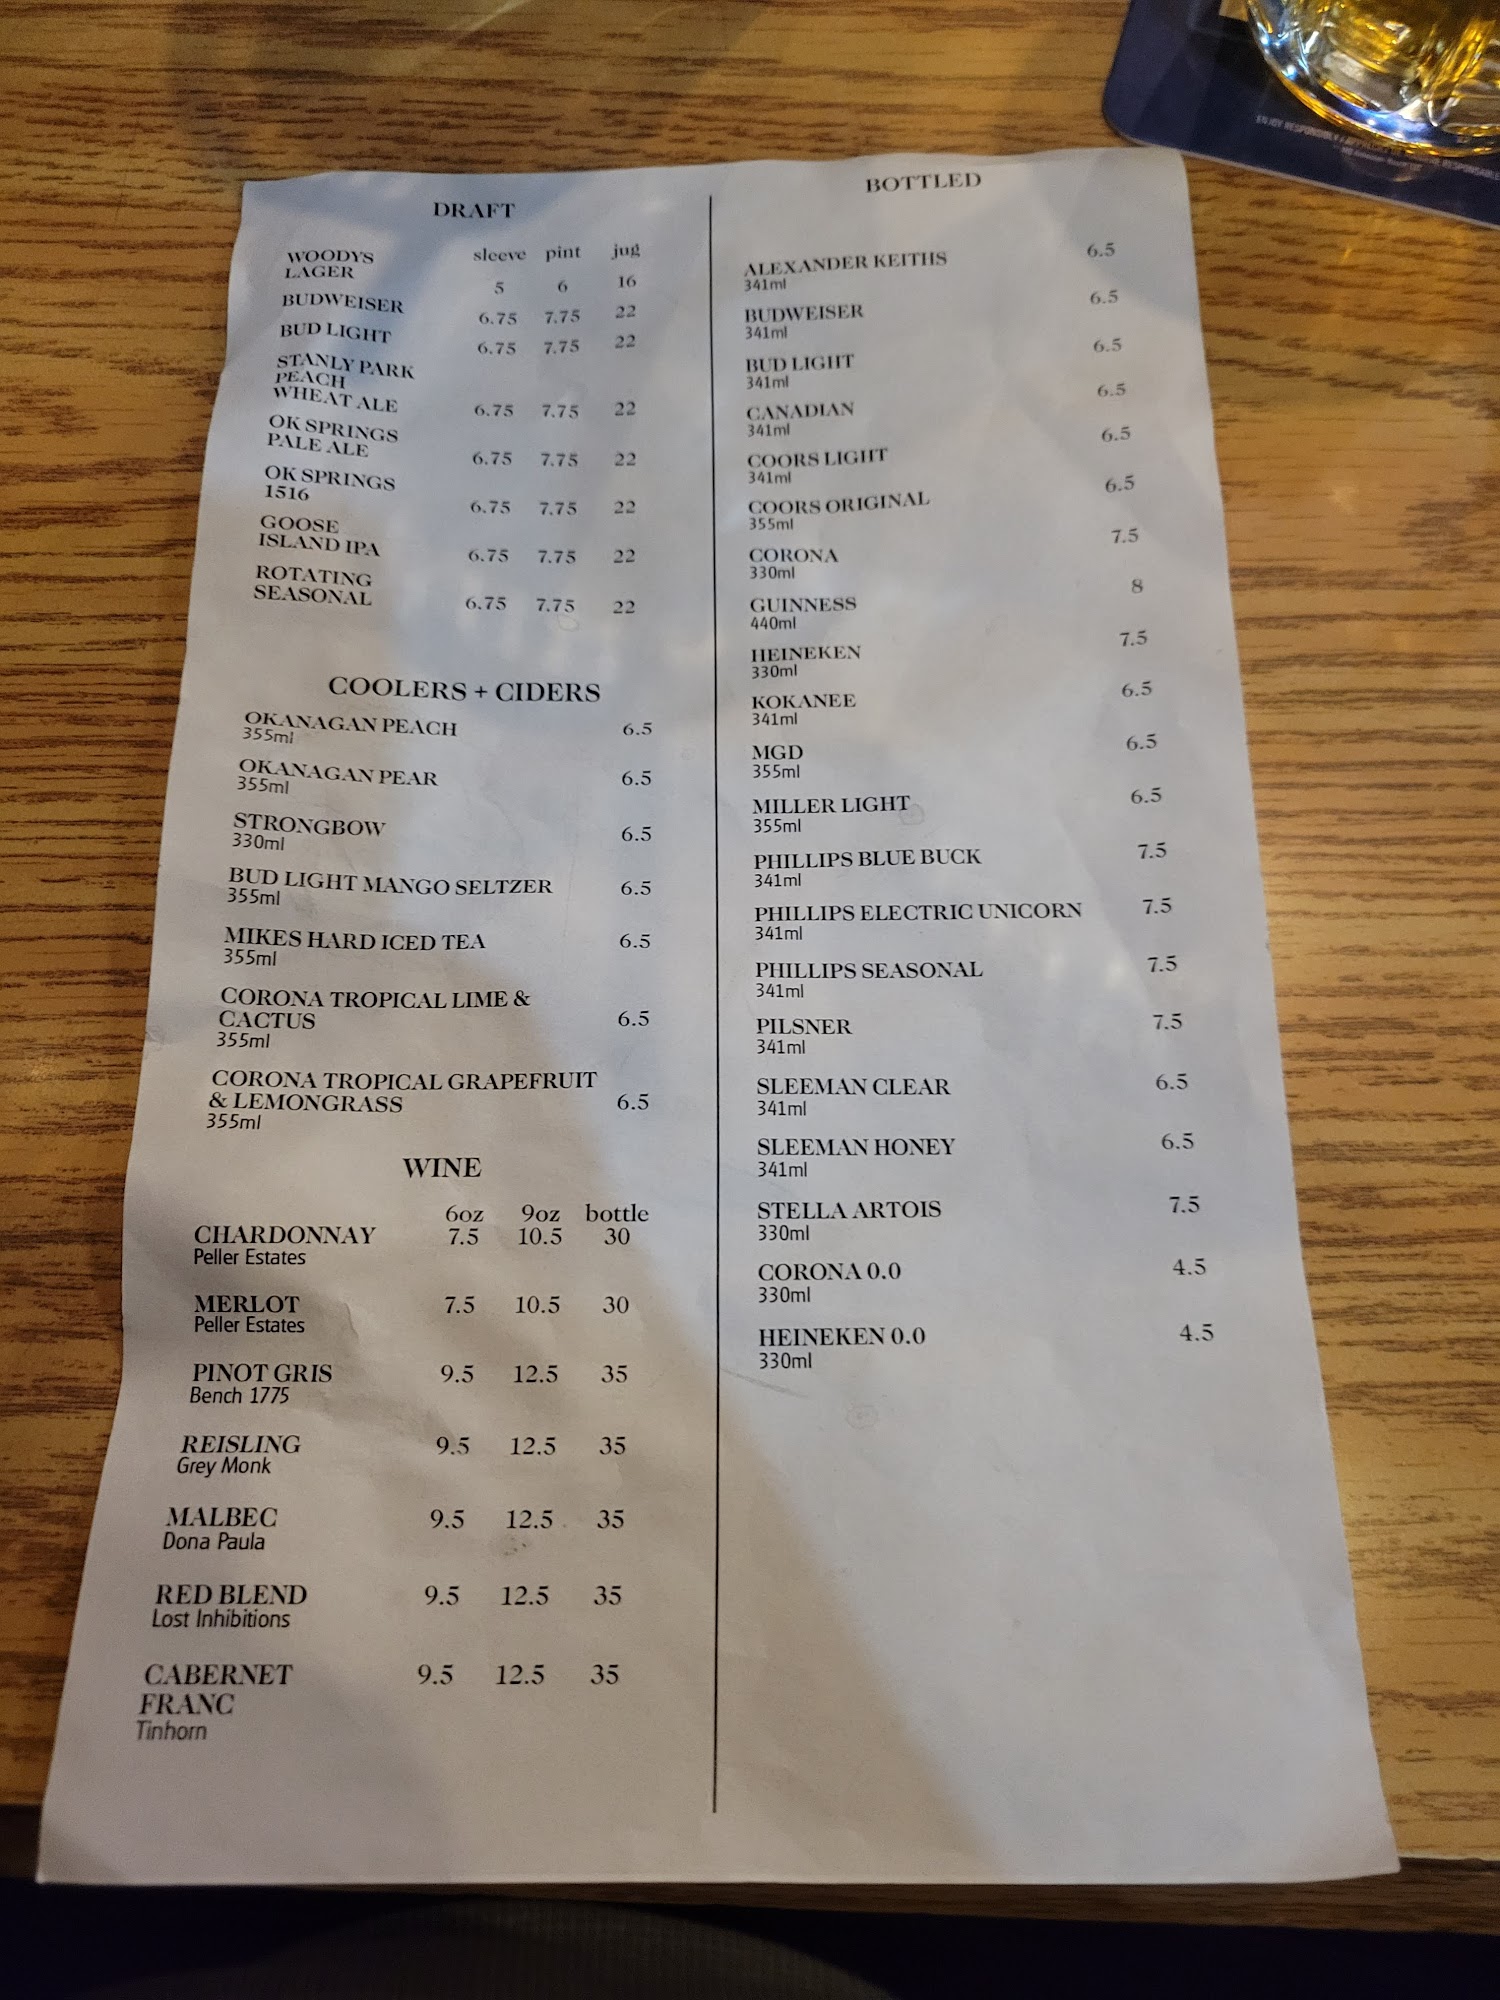 DRAFT
sleeve pint jug
WOODYS
LAGER
5 6 16
BUDWEISER 6.75 7.75 22
BUD LIGHT 6.75 7.75 22
STANLY PARK
PEACH
WHEAT ALE 6.75 7.75 22
OK SPRINGS
PALE ALE 6.75 7.75 22
OK SPRINGS
1516 6.75 7.75 22
GOOSE
ISLAND IPA 6.75 7.75 22
ROTATING
SEASONAL 6.75 7.75 22
COOLERS + CIDERS
OKANAGAN PEACH 6.5
355ml
OKANAGAN PEAR 6.5
355ml
STRONGBOW 6.5
330ml
BUD LIGHT MANGO SELTZER 6.5
355ml
MIKES HARD ICED TEA 6.5
355ml
CORONA TROPICAL LIME &
CACTUS 6.5
355ml
CORONA TROPICAL GRAPEFRUIT
& LEMONGRASS 6.5
355ml
WINE
6oz 9oz bottle
CHARDONNAY 7.5 10.5 30
Peller Estates
MERLOT 7.5 10.5 30
Peller Estates
PINOT GRIS 9.5 12.5 35
Bench 1775
REISLING 9.5 12.5 35
Grey Monk
MALBEC 9.5 12.5 35
Dona Paula
RED BLEND 9.5 12.5 35
Lost Inhibitions
CABERNET 9.5 12.5 35
FRANC
Tinhorn
BOTTLED
ALEXANDER KEITHS 6.5
341ml
BUDWEISER 6.5
341ml
BUD LIGHT 6.5
341ml
CANADIAN 6.5
341ml
COORS LIGHT 6.5
341ml
COORS ORIGINAL 6.5
355ml
CORONA 7.5
330ml
GUINNESS 8
440ml
HEINEKEN 7.5
330ml
KOKANEE 6.5
341ml
MGD 6.5
355ml
MILLER LIGHT 6.5
355ml
PHILLIPS BLUE BUCK 7.5
341ml
PHILLIPS ELECTRIC UNICORN 7.5
341ml
PHILLIPS SEASONAL 7.5
341ml
PILSNER 7.5
341ml
SLEEMAN CLEAR 6.5
341ml
SLEEMAN HONEY 6.5
341ml
STELLA ARTOIS 7.5
330ml
CORONA 0.0 4.5
330ml
HEINEKEN 0.0 4.5
330ml
ENJOY RESPONSIBLY